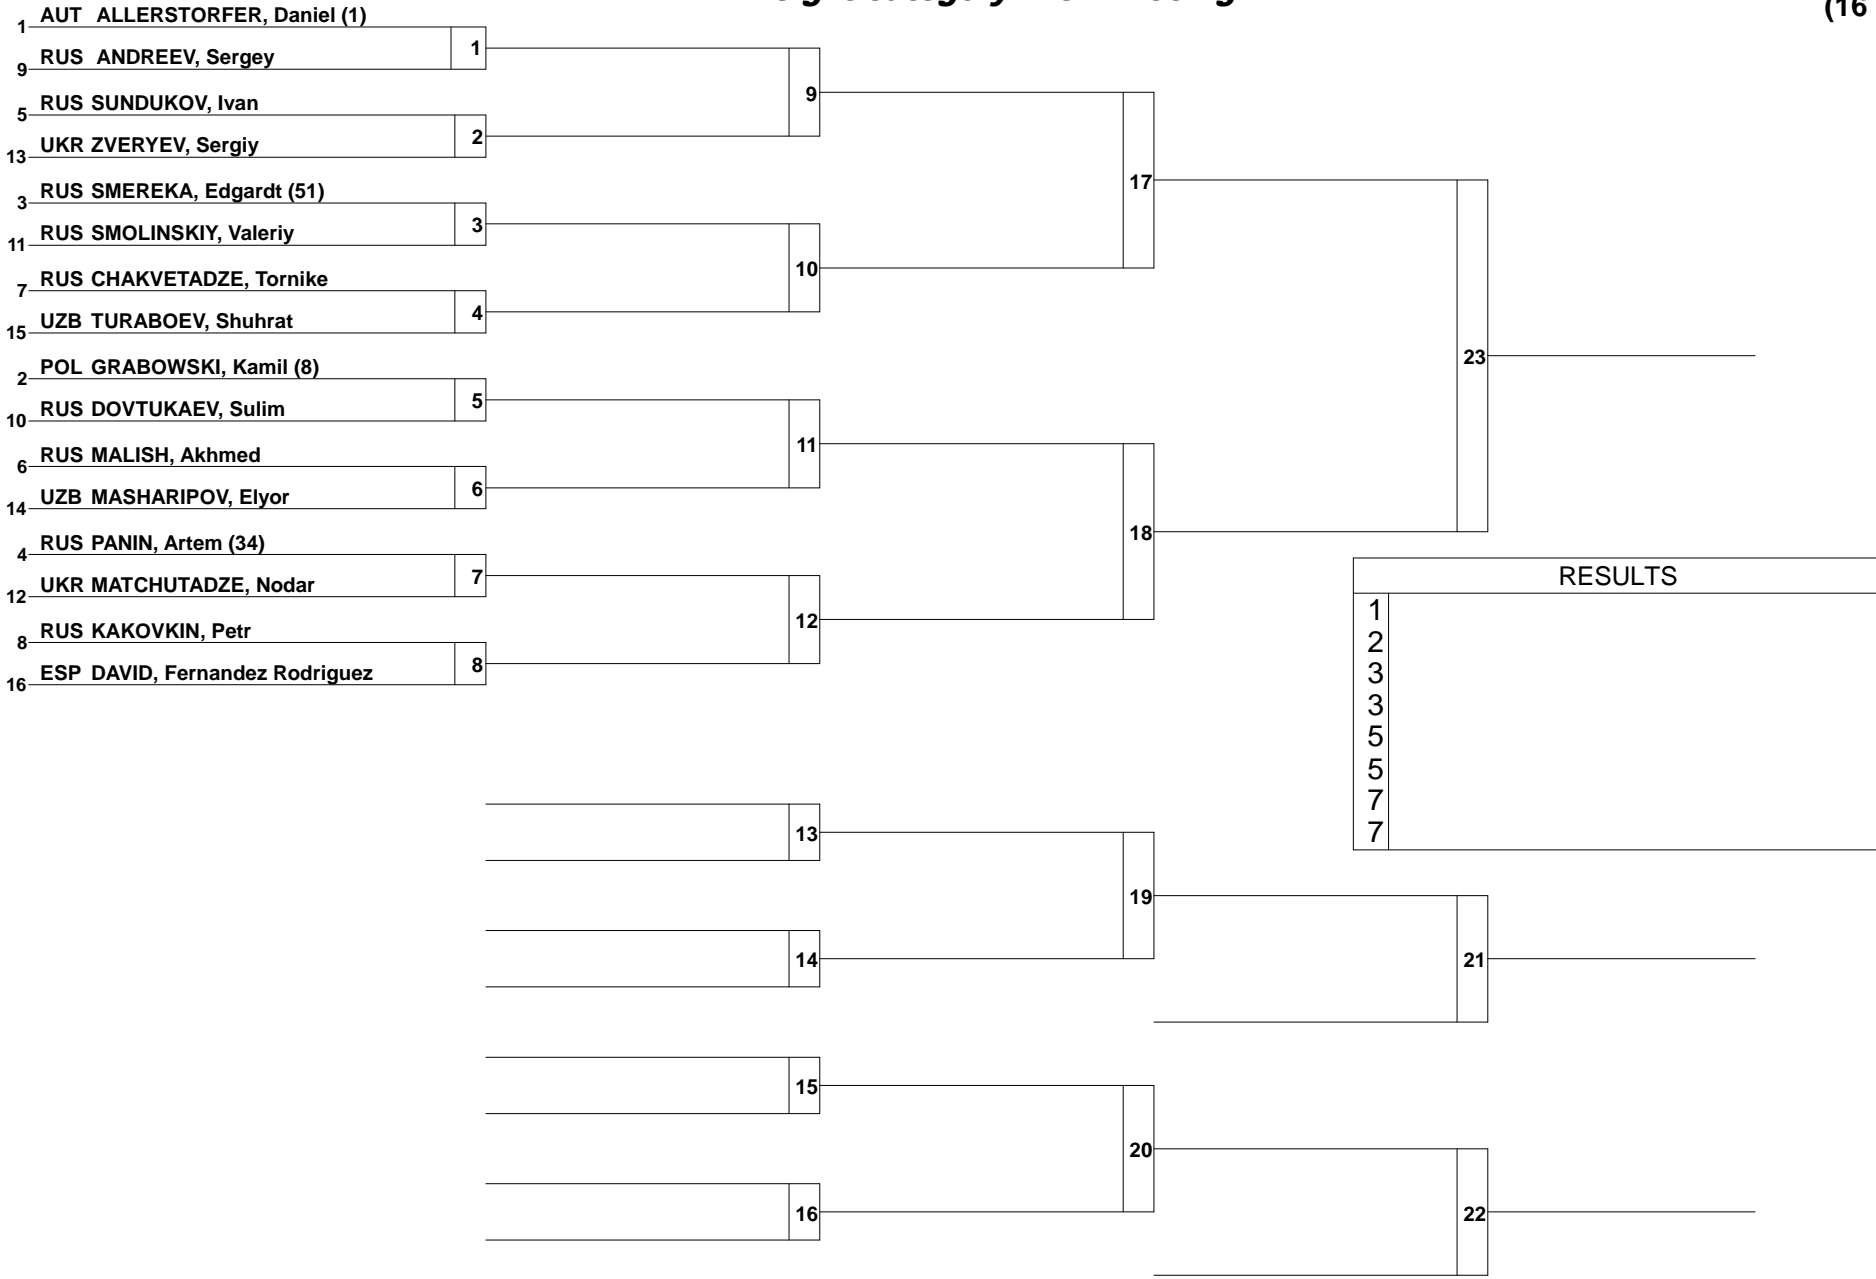 (16
1 AUT ALLERSTORFER, Daniel (1)
9 RUS ANDREEV, Sergey
1
5 RUS SUNDUKOV, Ivan
13 UKR ZVERYEV, Sergiy
2
3 RUS SMEREKA, Edgardt (51)
11 RUS SMOLINSKIY, Valeriy
3
7 RUS CHAKVETADZE, Tornike
15 UZB TURABOEV, Shuhrat
4
2 POL GRABOWSKI, Kamil (8)
10 RUS DOVTUKAEV, Sulim
5
6 RUS MALISH, Akhmed
14 UZB MASHARIPOV, Elyor
6
4 RUS PANIN, Artem (34)
12 UKR MATCHUTADZE, Nodar
7
8 RUS KAKOVKIN, Petr
16 ESP DAVID, Fernandez Rodriguez
8
9
10
11
12
17
18
23
RESULTS
1
2
3
3
5
5
7
7
13
14
15
16
19
20
21
22